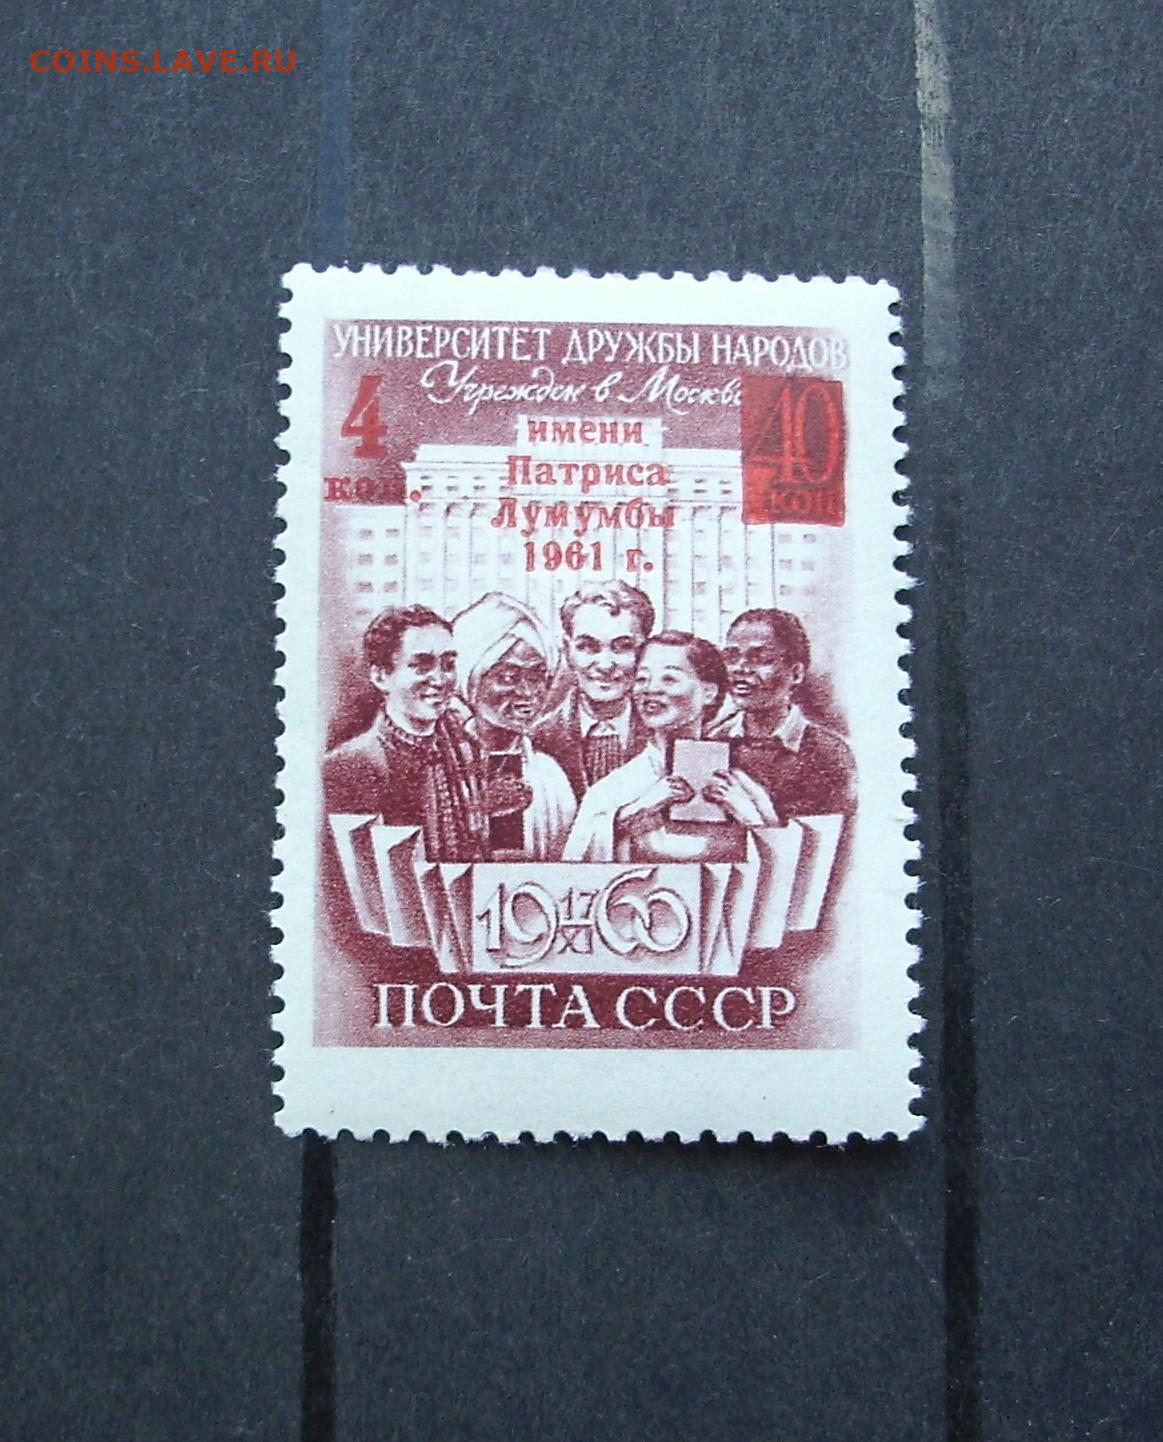 COINS.LAVE.RU
УНИВЕРСИТЕТ ДРУЖБЫ НАРОДОВ
Учрежден в Москве
4
коп.
40
коп
имени
Патриса
Лумумбы
1961 г.
19 17 XI 60
ПОЧТА СССР